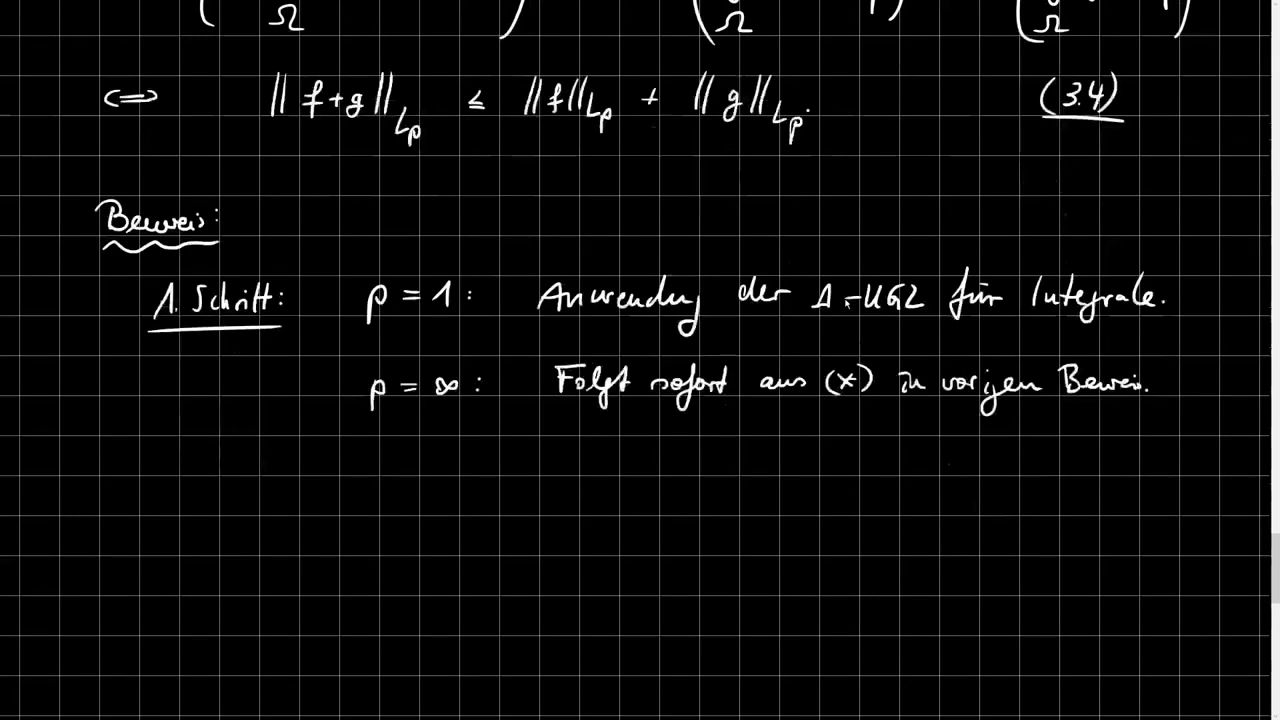 ( Ω ) ( Ω p ) ( Ω p )
⟺ || f+g ||_{L_p} ≤ ||f||_{L_p} + ||g||_{L_p}. (3.4)
Beweis:
1. Schritt: p = 1: Anwendung der Δ-UGL für Integrale.
p = ∞: Folgt sofort aus (*) in vorigen Beweis.